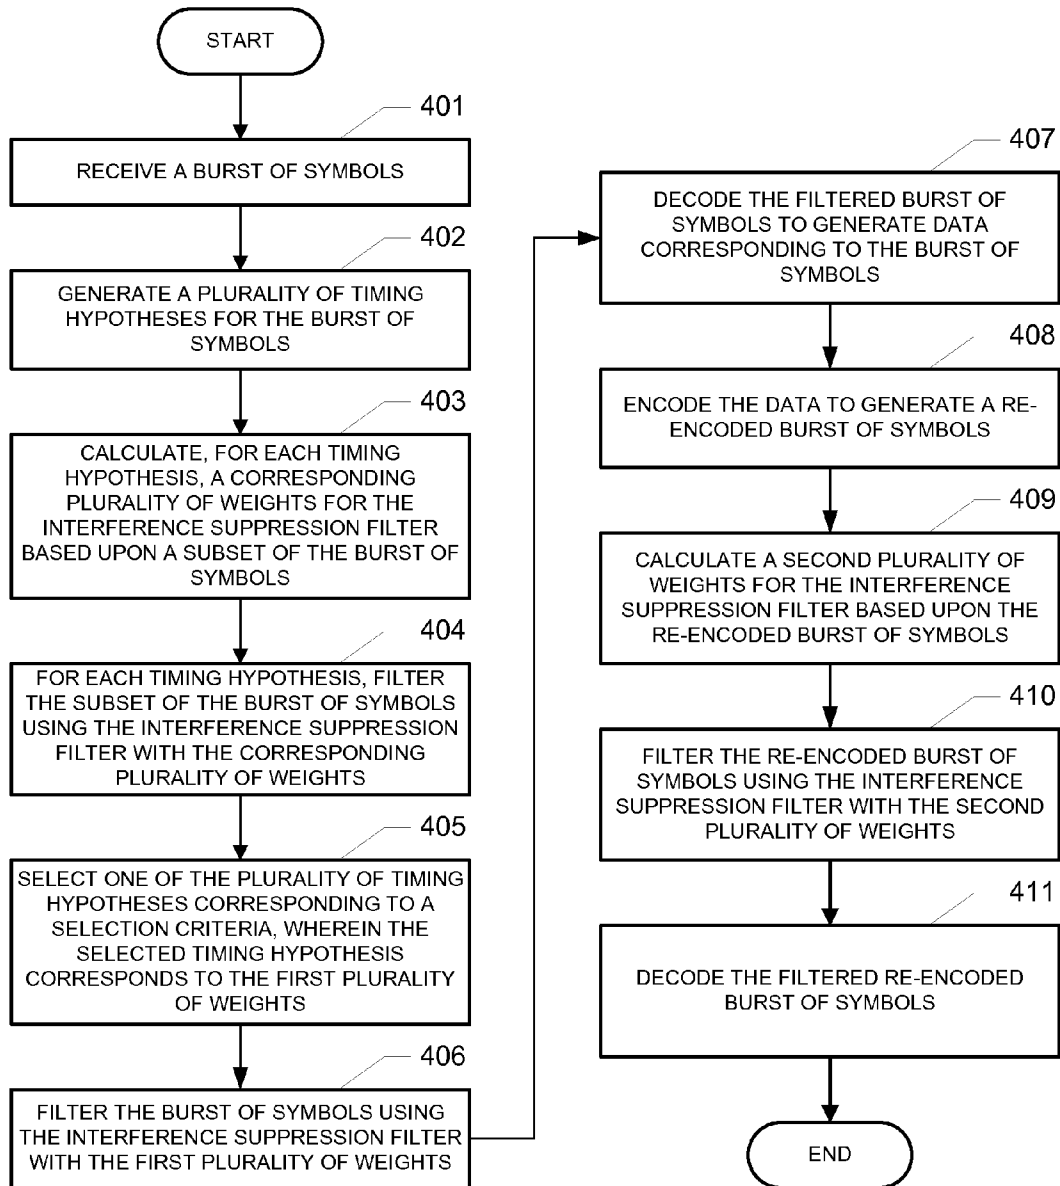 START
401
RECEIVE A BURST OF SYMBOLS
402
GENERATE A PLURALITY OF TIMING
HYPOTHESES FOR THE BURST OF
SYMBOLS
403
CALCULATE, FOR EACH TIMING
HYPOTHESIS, A CORRESPONDING
PLURALITY OF WEIGHTS FOR THE
INTERFERENCE SUPPRESSION FILTER
BASED UPON A SUBSET OF THE BURST OF
SYMBOLS
404
FOR EACH TIMING HYPOTHESIS, FILTER
THE SUBSET OF THE BURST OF SYMBOLS
USING THE INTERFERENCE SUPPRESSION
FILTER WITH THE CORRESPONDING
PLURALITY OF WEIGHTS
405
SELECT ONE OF THE PLURALITY OF TIMING
HYPOTHESES CORRESPONDING TO A
SELECTION CRITERIA, WHEREIN THE
SELECTED TIMING HYPOTHESIS
CORRESPONDS TO THE FIRST PLURALITY
OF WEIGHTS
406
FILTER THE BURST OF SYMBOLS USING
THE INTERFERENCE SUPPRESSION FILTER
WITH THE FIRST PLURALITY OF WEIGHTS
407
DECODE THE FILTERED BURST OF
SYMBOLS TO GENERATE DATA
CORRESPONDING TO THE BURST OF
SYMBOLS
408
ENCODE THE DATA TO GENERATE A RE-
ENCODED BURST OF SYMBOLS
409
CALCULATE A SECOND PLURALITY OF
WEIGHTS FOR THE INTERFERENCE
SUPPRESSION FILTER BASED UPON THE
RE-ENCODED BURST OF SYMBOLS
410
FILTER THE RE-ENCODED BURST OF
SYMBOLS USING THE INTERFERENCE
SUPPRESSION FILTER WITH THE SECOND
PLURALITY OF WEIGHTS
411
DECODE THE FILTERED RE-ENCODED
BURST OF SYMBOLS
END